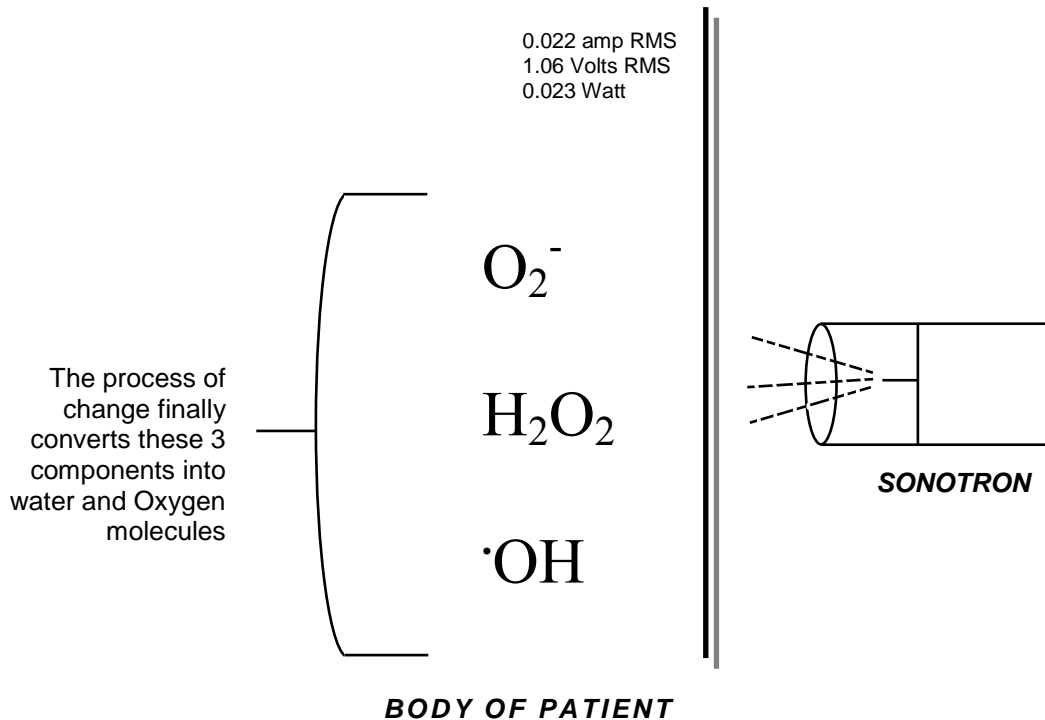 0.022 amp RMS
1.06 Volts RMS
0.023 Watt
O₂⁻
The process of
change finally
converts these 3
components into
water and Oxygen
molecules
H₂O₂
SONOTRON
·OH
BODY OF PATIENT